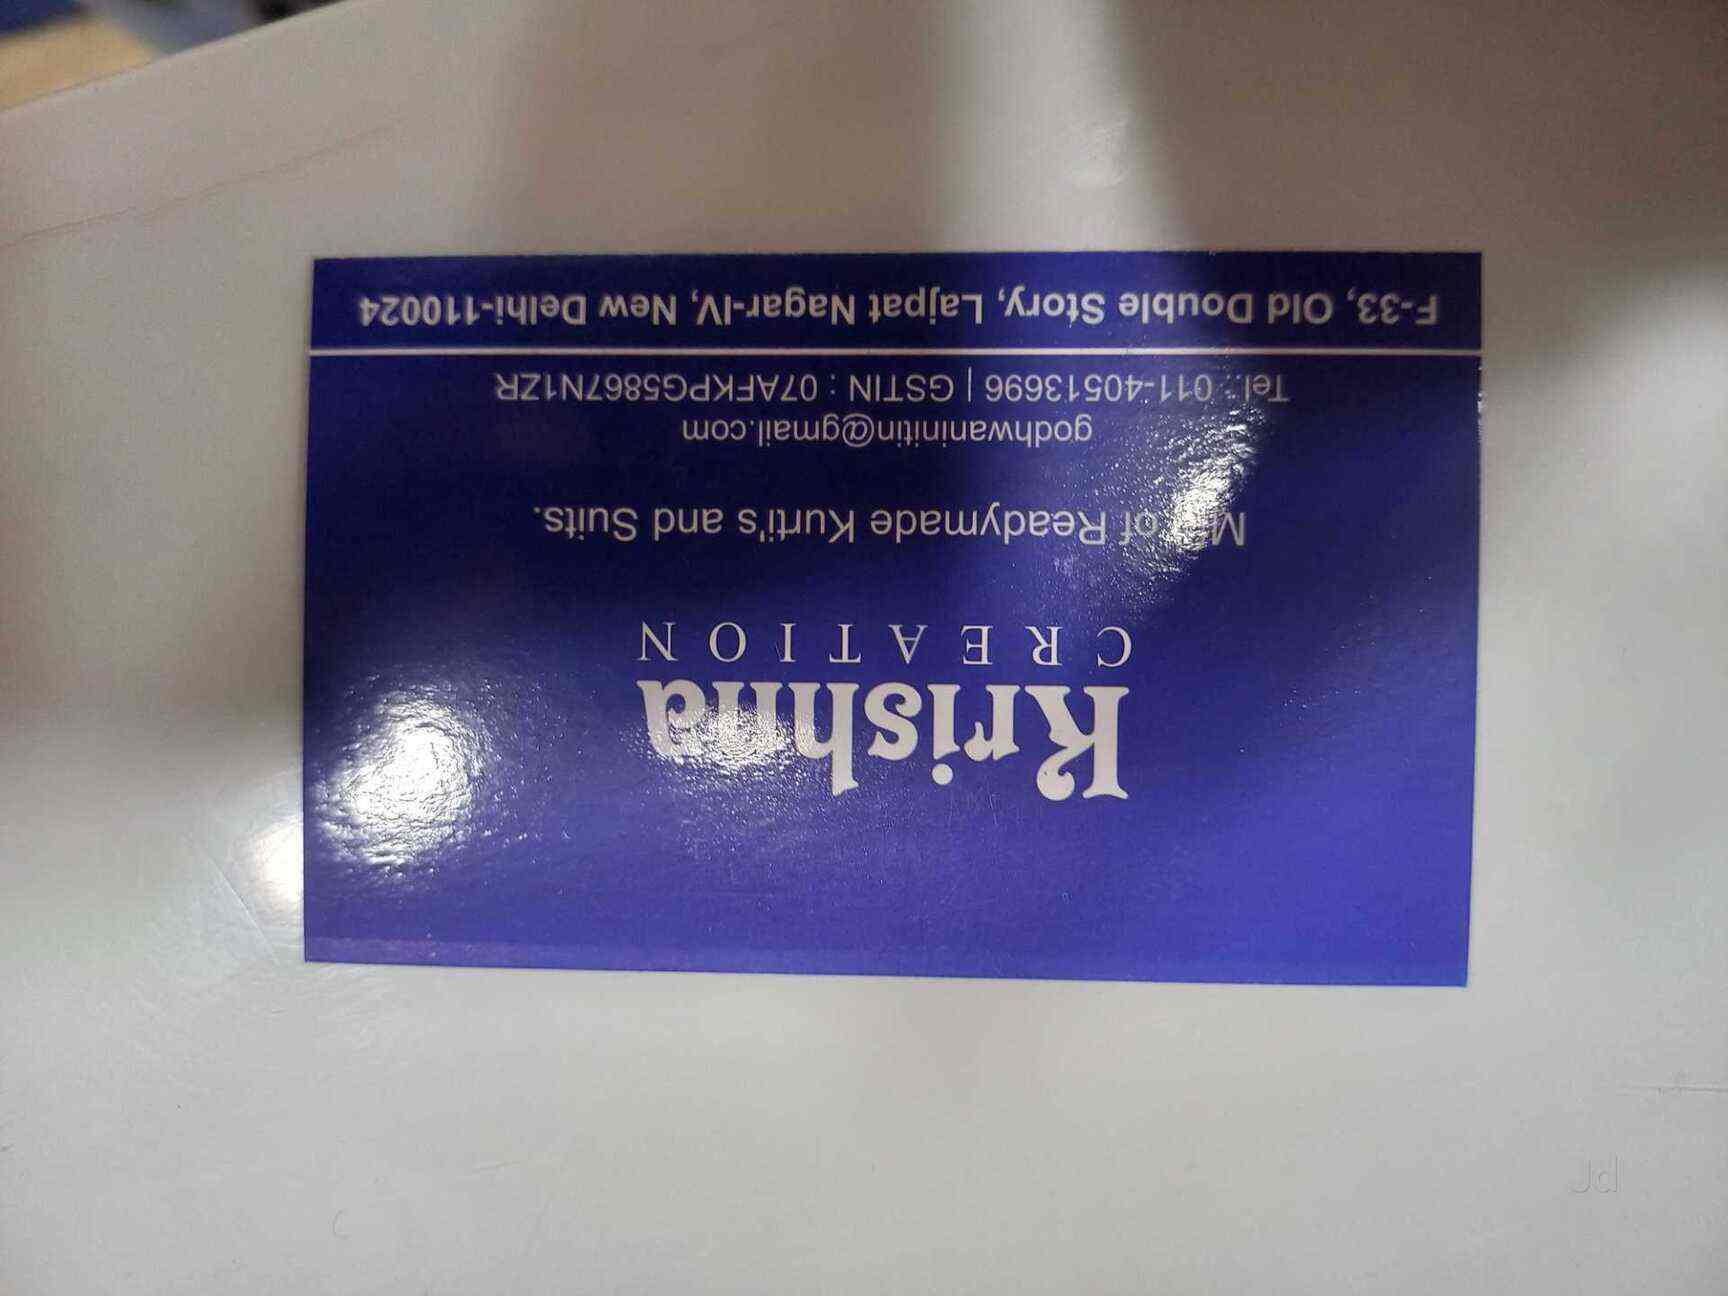 Krishna
CREATION
of Readymade Kurti's and Suits.
godhwaninitin@gmail.com
Tel.: 011-40513696 | GSTIN : 07AFKPG5867N1ZR
F-33, Old Double Story, Lajpat Nagar-IV, New Delhi-110024
Jd